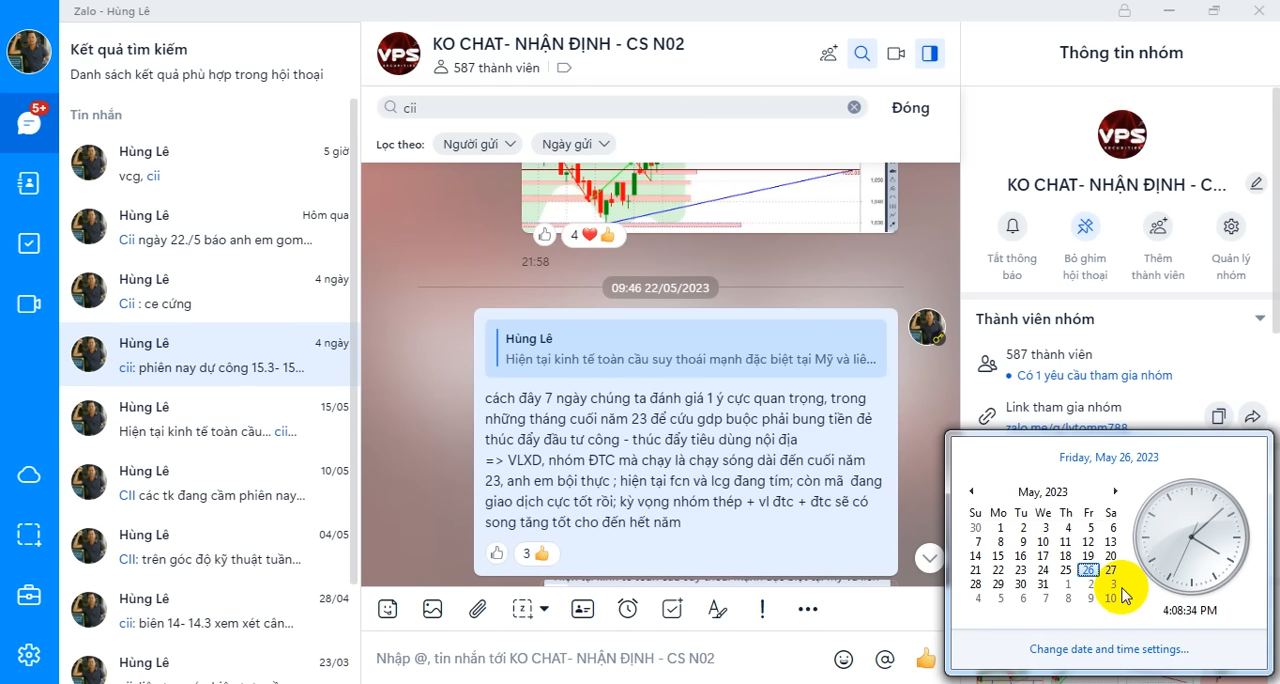 Zalo - Hùng Lê
5+
Kết quả tìm kiếm
Danh sách kết quả phù hợp trong hội thoại
Tin nhắn
Hùng Lê
5 giờ
vcg, cii
Hùng Lê
Hôm qua
Cii ngày 22./5 báo anh em gom...
Hùng Lê
4 ngày
Cii : ce cứng
Hùng Lê
4 ngày
cii: phiên nay dự công 15.3- 15...
Hùng Lê
15/05
Hiện tại kinh tế toàn cầu... cii...
Hùng Lê
10/05
CII các tk đang cầm phiên nay...
Hùng Lê
04/05
CII: trên góc độ kỹ thuật tuần...
Hùng Lê
28/04
cii: biên 14- 14.3 xem xét cân...
Hùng Lê
23/03
VPS
SECURITIES
KO CHAT- NHẬN ĐỊNH - CS N02
587 thành viên
cii
Đóng
Lọc theo:
Người gửi
Ngày gửi
4
21:58
09:46 22/05/2023
Hùng Lê
Hiện tại kinh tế toàn cầu suy thoái mạnh đặc biệt tại Mỹ và liê...
cách đây 7 ngày chúng ta đánh giá 1 ý cực quan trọng, trong
những tháng cuối năm 23 để cứu gdp buộc phải bung tiền đẻ
thúc đẩy đầu tư công - thúc đẩy tiêu dùng nội địa
=> VLXD, nhóm ĐTC mà chạy là chạy sóng dài đến cuối năm
23, anh em bội thực ; hiện tại fcn và lcg đang tím; còn mã đang
giao dịch cực tốt rồi; kỳ vọng nhóm thép + vl đtc + đtc sẽ có
song tăng tốt cho đến hết năm
3
Nhập @, tin nhắn tới KO CHAT- NHẬN ĐỊNH - CS N02
Thông tin nhóm
VPS
SECURITIES
KO CHAT- NHẬN ĐỊNH - C...
Tắt thông
báo
Bỏ ghim
hội thoại
Thêm
thành viên
Quản lý
nhóm
Thành viên nhóm
587 thành viên
Có 1 yêu cầu tham gia nhóm
Link tham gia nhóm
zalo.me/g/lytomm788
Friday, May 26, 2023
May, 2023
Su Mo Tu We Th Fr Sa
30 1 2 3 4 5 6
7 8 9 10 11 12 13
14 15 16 17 18 19 20
21 22 23 24 25 26 27
28 29 30 31 1 2 3
4 5 6 7 8 9 10
4:08:34 PM
Change date and time settings...